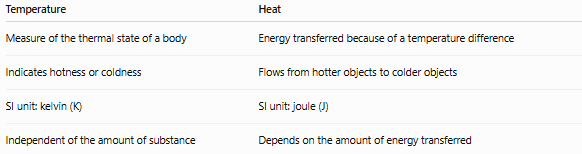 Temperature Heat
Measure of the thermal state of a body Energy transferred because of a temperature difference
Indicates hotness or coldness Flows from hotter objects to colder objects
SI unit: kelvin (K) SI unit: joule (J)
Independent of the amount of substance Depends on the amount of energy transferred